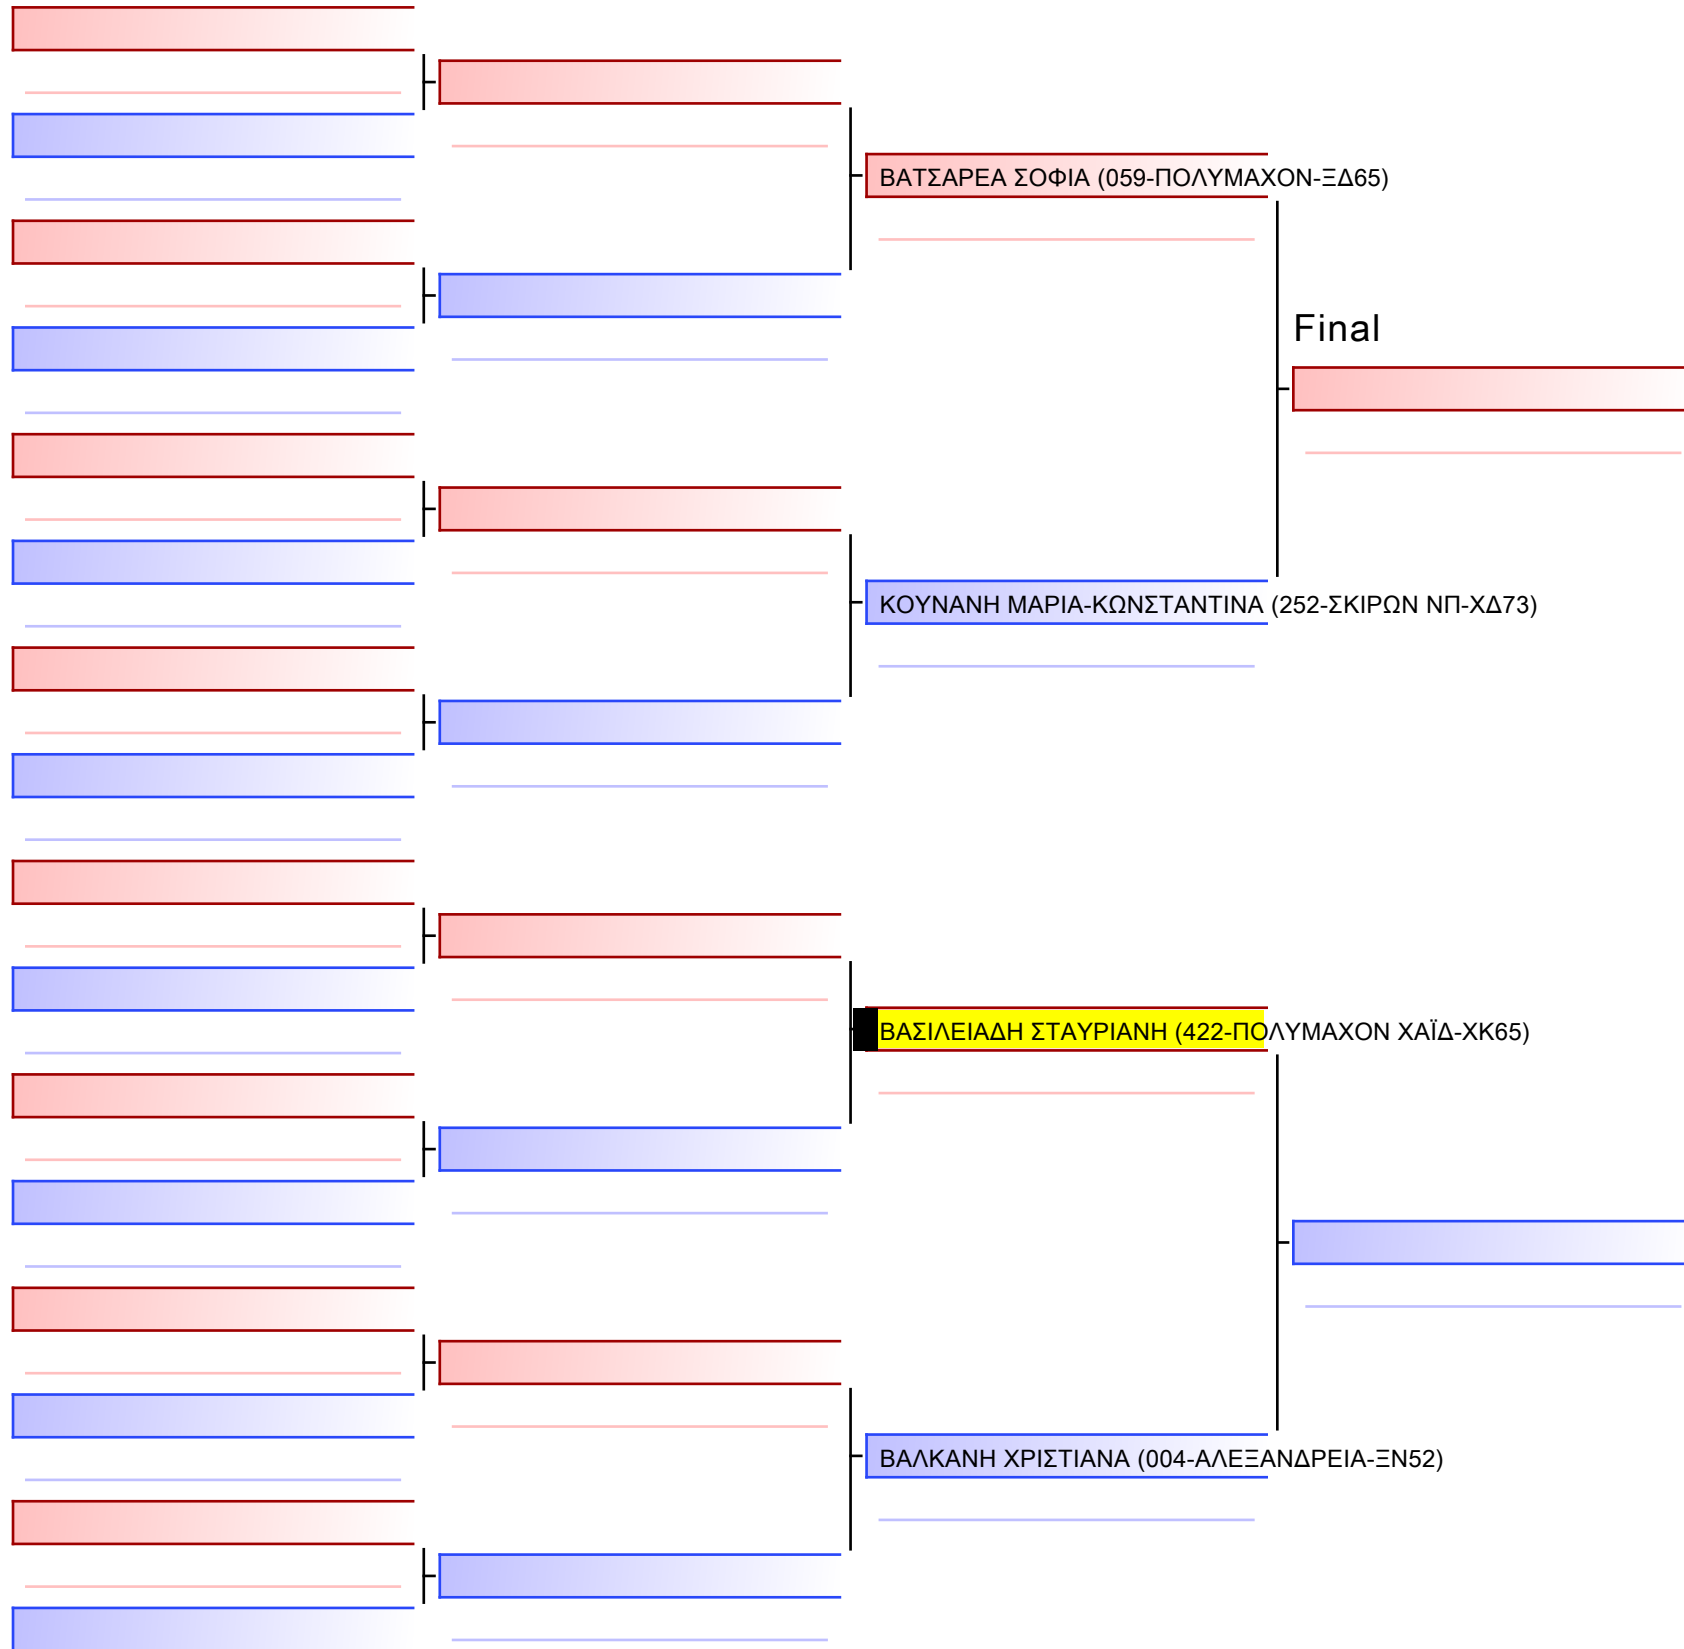 ΒΑΤΣΑΡΕΑ ΣΟΦΙΑ (059-ΠΟΛΥΜΑΧΟΝ-ΞΔ65)
Final
ΚΟΥΝΑΝΗ ΜΑΡΙΑ-ΚΩΝΣΤΑΝΤΙΝΑ (252-ΣΚΙΡΩΝ ΝΠ-ΧΔ73)
ΒΑΣΙΛΕΙΑΔΗ ΣΤΑΥΡΙΑΝΗ (422-ΠΟΛΥΜΑΧΟΝ ΧΑΪΔ-ΧΚ65)
ΒΑΛΚΑΝΗ ΧΡΙΣΤΙΑΝΑ (004-ΑΛΕΞΑΝΔΡΕΙΑ-ΞΝ52)